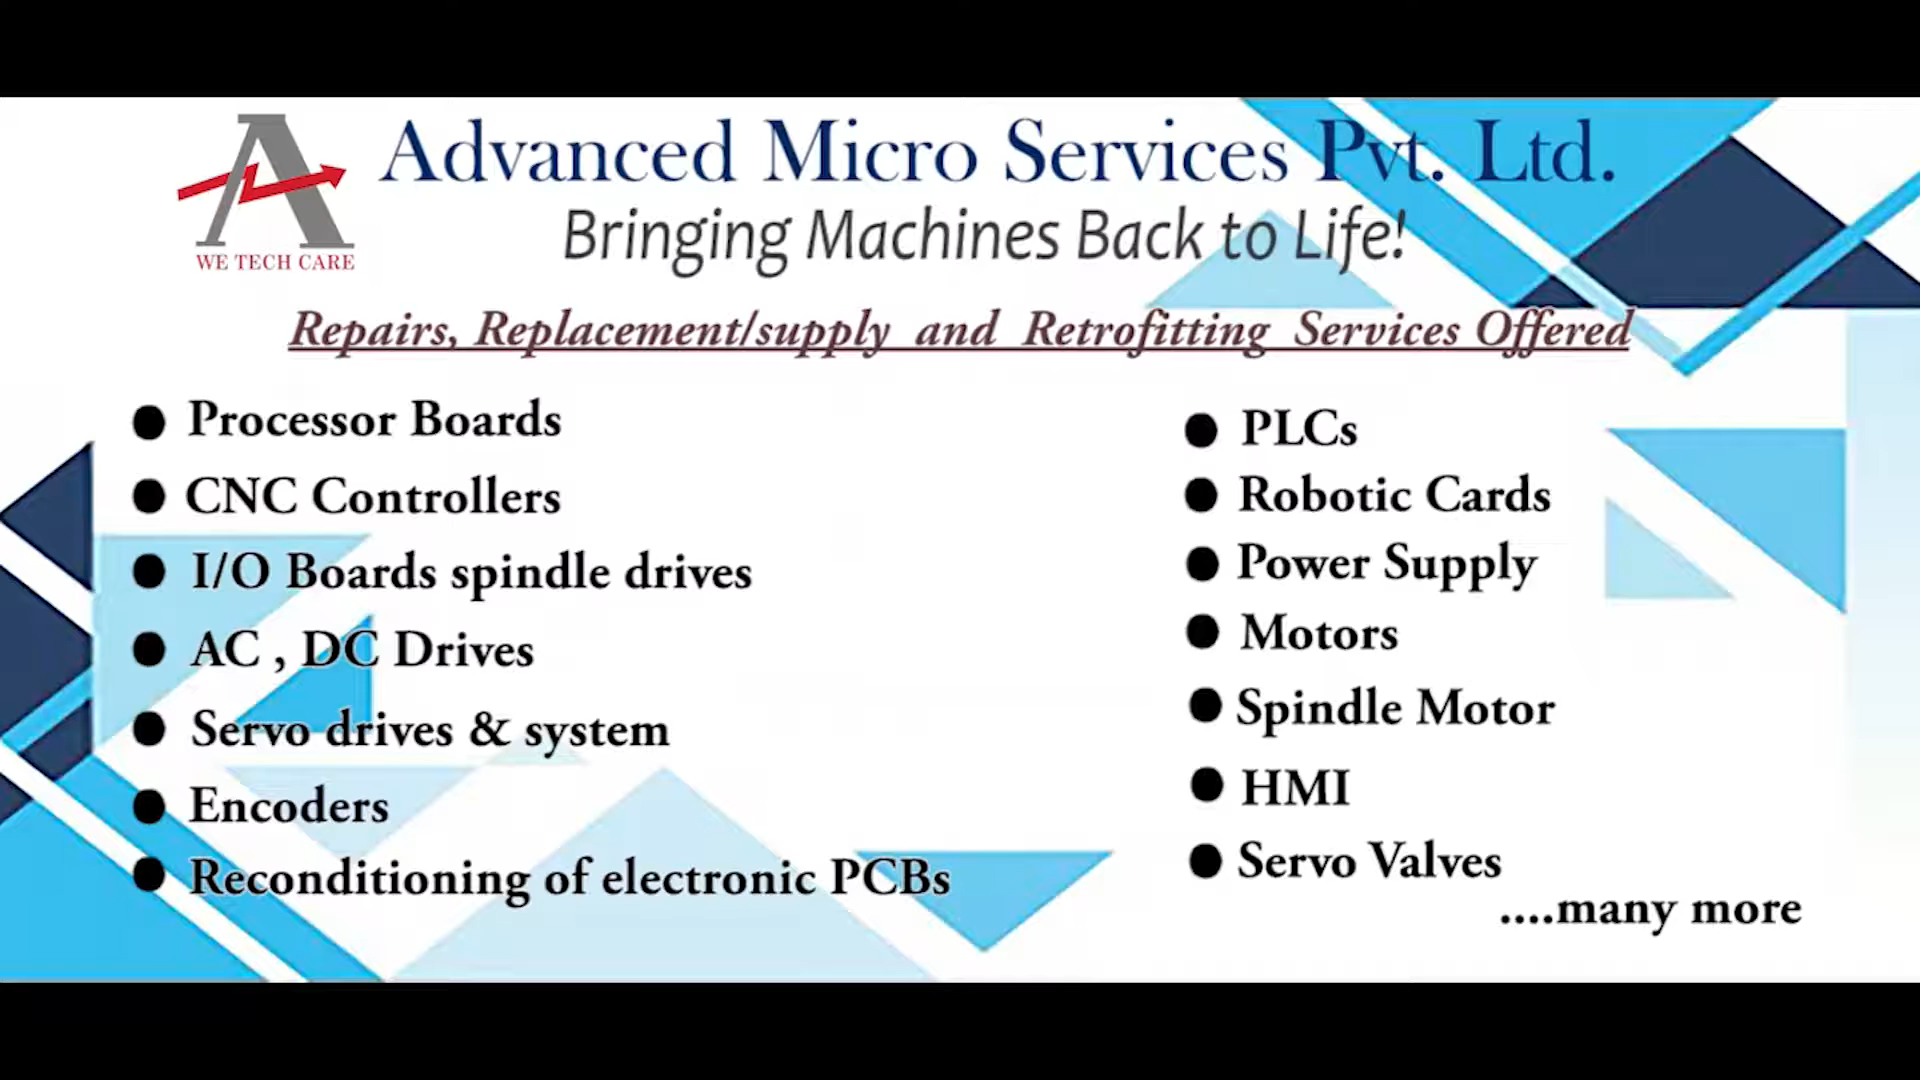 Advanced Micro Services Pvt. Ltd.
Bringing Machines Back to Life!
WE TECH CARE
Repairs, Replacement/supply and Retrofitting Services Offered
Processor Boards
CNC Controllers
I/O Boards spindle drives
AC , DC Drives
Servo drives & system
Encoders
Reconditioning of electronic PCBs
PLCs
Robotic Cards
Power Supply
Motors
Spindle Motor
HMI
Servo Valves
....many more